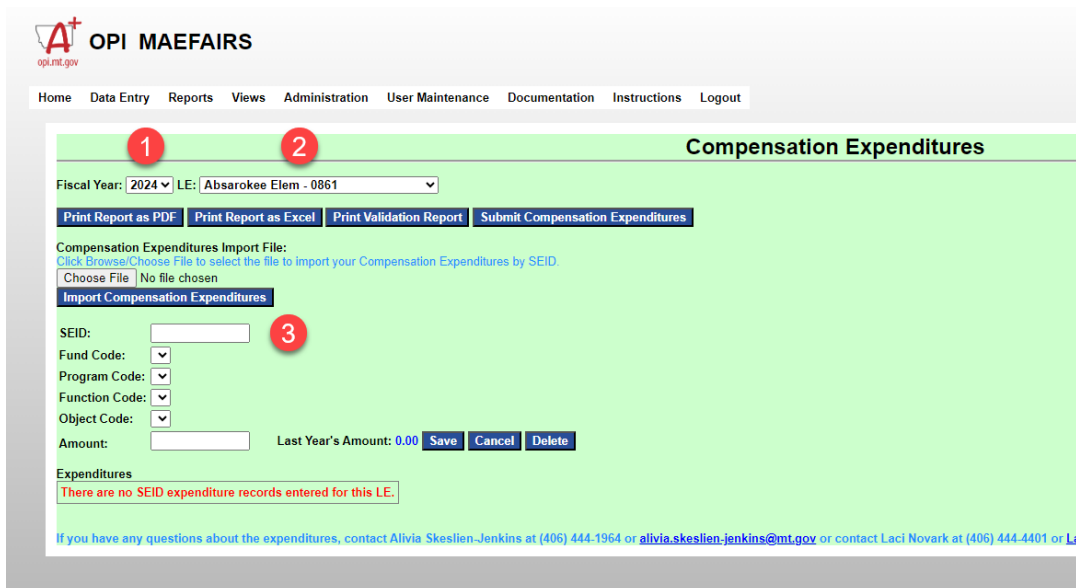 A+ OPI MAEFAIRS
opi.mt.gov
Home Data Entry Reports Views Administration User Maintenance Documentation Instructions Logout
1 2
Compensation Expenditures
Fiscal Year: 2024 LE: Absarokee Elem - 0861
Print Report as PDF Print Report as Excel Print Validation Report Submit Compensation Expenditures
Compensation Expenditures Import File:
Click Browse/Choose File to select the file to import your Compensation Expenditures by SEID.
Choose File No file chosen
Import Compensation Expenditures
SEID: 3
Fund Code:
Program Code:
Function Code:
Object Code:
Amount: Last Year's Amount: 0.00 Save Cancel Delete
Expenditures
There are no SEID expenditure records entered for this LE.
If you have any questions about the expenditures, contact Alivia Skeslien-Jenkins at (406) 444-1964 or alivia.skeslien-jenkins@mt.gov or contact Laci Novark at (406) 444-4401 or